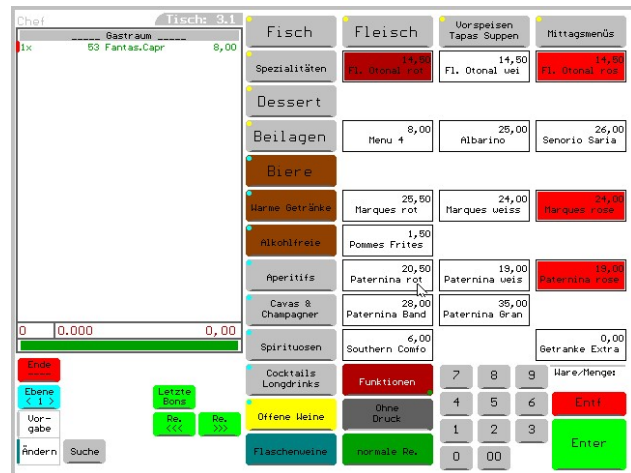 Chef
Tisch: 3.1
_____ Gastraum _____
1x 53 Fantas.Capr 8,00
0 0.000 0,00
Ende
-----
Ebene
< 1 >
Letzte
Bons
Vor-
gabe
Re.
<<<
Re.
>>>
Ändern
Suche
Fisch
Fleisch
Vorspeisen
Tapas Suppen
Mittagsmenüs
Spezialitäten
14,50
Fl. Otonal rot
14,50
Fl. Otonal wei
14,50
Fl. Otonal ros
Dessert
Beilagen
8,00
Menu 4
25,00
Albarino
26,00
Senorio Saria
Biere
Warme Getränke
25,50
Marques rot
24,00
Marques weiss
24,00
Marques rose
Alkohlfreie
1,50
Pommes Frites
Aperitifs
20,50
Paternina rot
19,00
Paternina weis
19,00
Paternina rose
Cavas &
Champagner
28,00
Paternina Band
35,00
Paternina Gran
Spirituosen
6,00
Southern Comfo
0,00
Getranke Extra
Cocktails
Longdrinks
Funktionen
7 8 9
Ware/Menge:
Offene Weine
Ohne
Druck
4 5 6
Entf
Flaschenweine
normale Re.
1 2 3
Enter
0 00